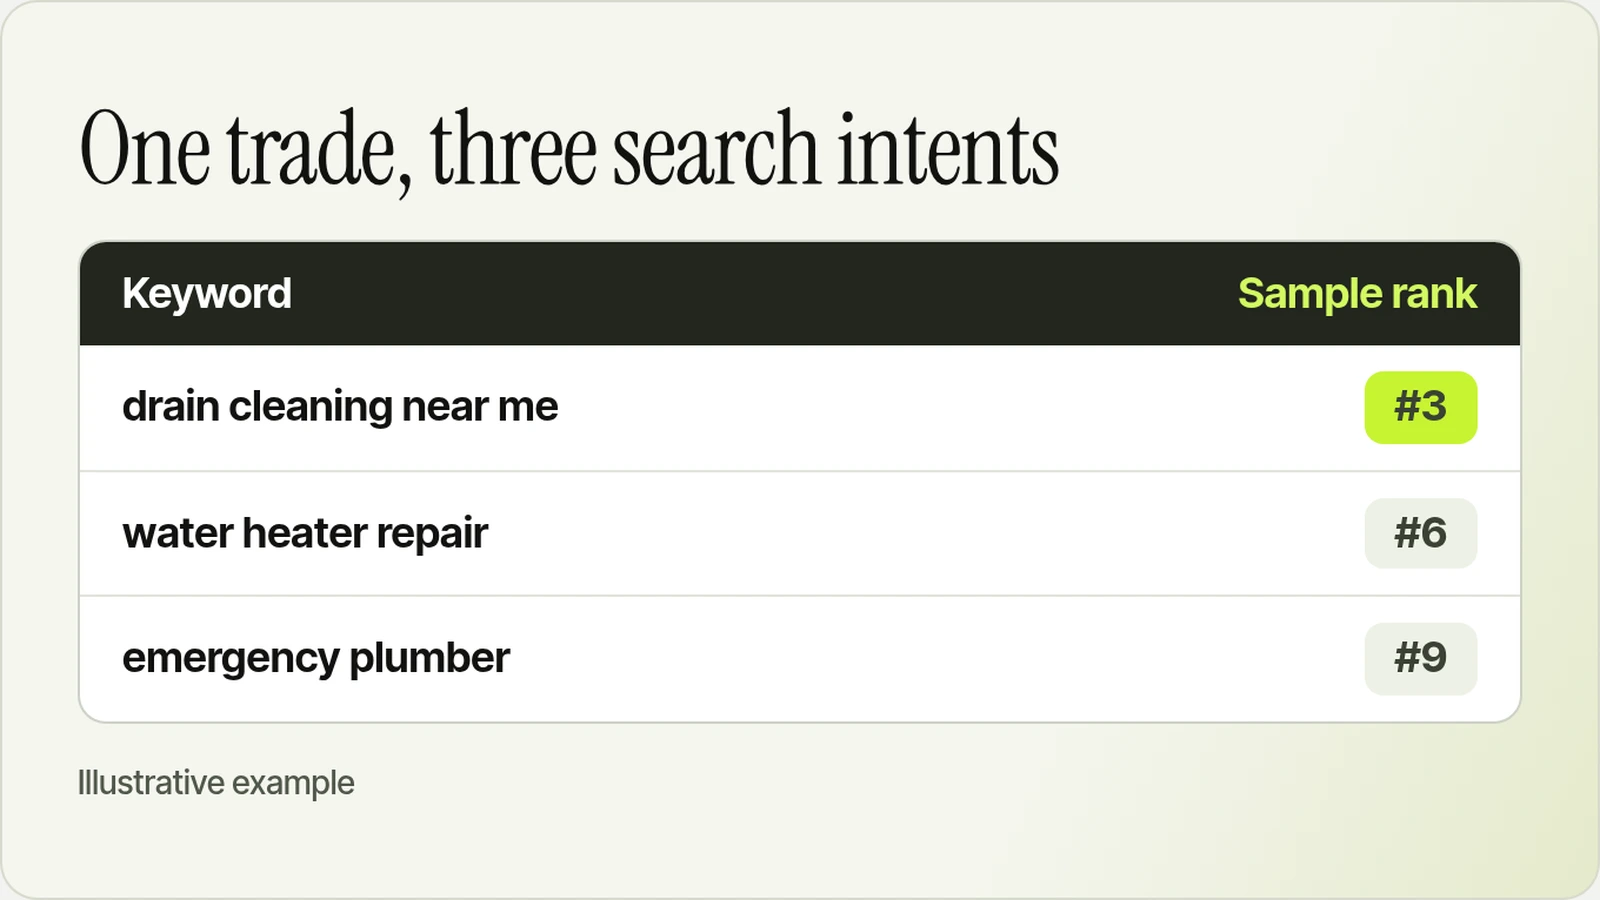 One trade, three search intents
Keyword Sample rank
drain cleaning near me #3
water heater repair #6
emergency plumber #9
Illustrative example